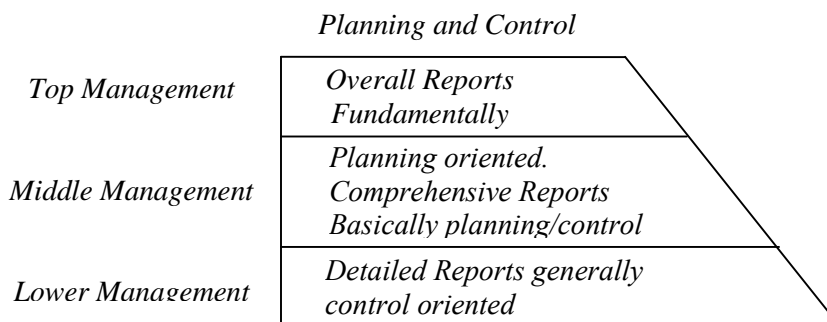 Planning and Control
Top Management
Overall Reports
Fundamentally
Middle Management
Planning oriented.
Comprehensive Reports
Basically planning/control
Lower Management
Detailed Reports generally
control oriented